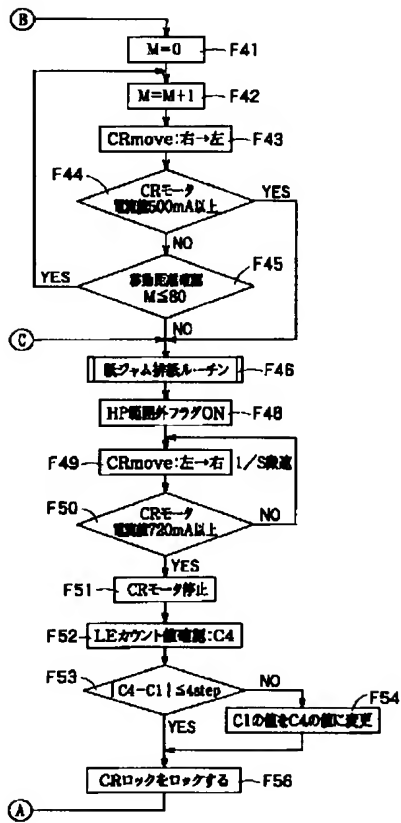 B
M=0 F41
M=M+1 F42
CRmove:右→左 F43
F44
CRモータ
電流値500mA以上
YES
NO
F45
移動距離確認
M≦80
YES
NO
C
紙ジャム排紙ルーチン F46
HP範囲外フラグON F48
F49 CRmove:左→右 1/S微速
F50
CRモータ
電流値720mA以上
NO
YES
F51 CRモータ停止
F52 LEカウント値確認:C4
F53
|C4-C1|≦4step
NO
F54
YES
C1の値をC4の値に変更
CRロックをロックする F56
A